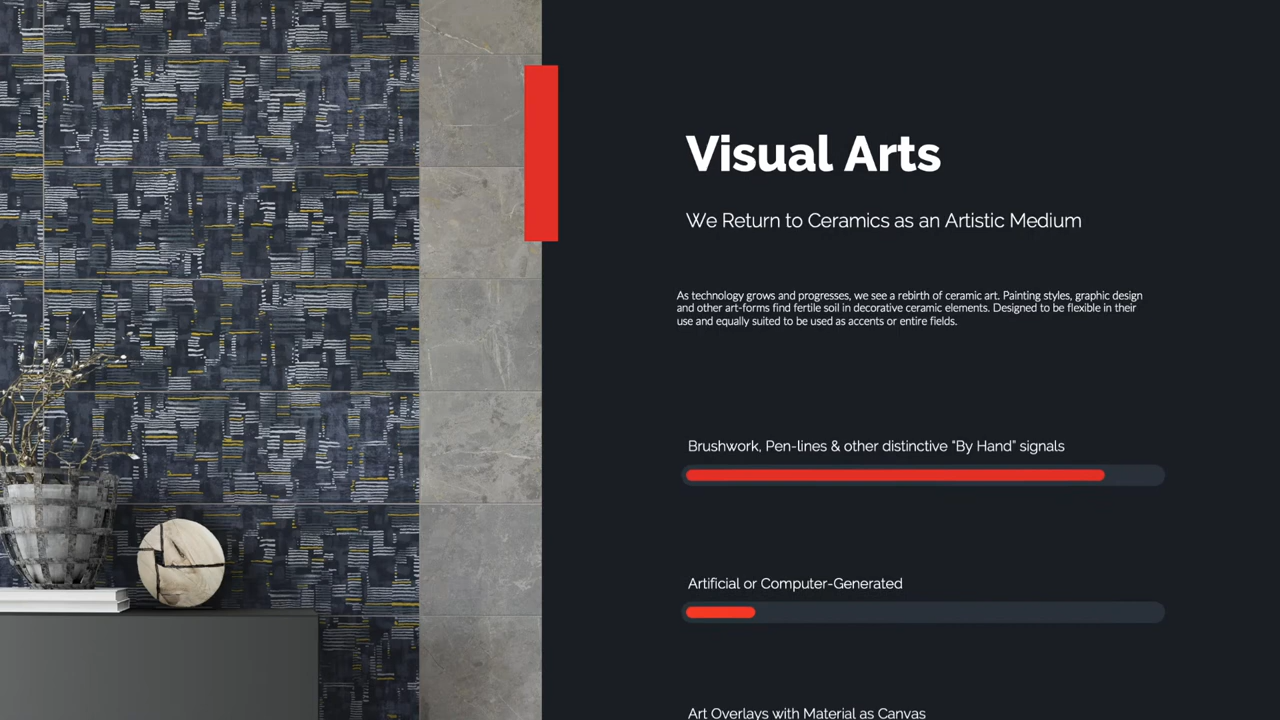 Visual Arts
We Return to Ceramics as an Artistic Medium
As technology grows and progresses, we see a rebirth of ceramic art. Painting styles, graphic design
and other art-forms find fertile soil in decorative ceramic elements. Designed to be flexible in their
use and equally suited to be used as accents or entire fields.
Brushwork, Pen-lines & other distinctive "By Hand" signals
Artificial or Computer-Generated
Art Overlays with Material as Canvas